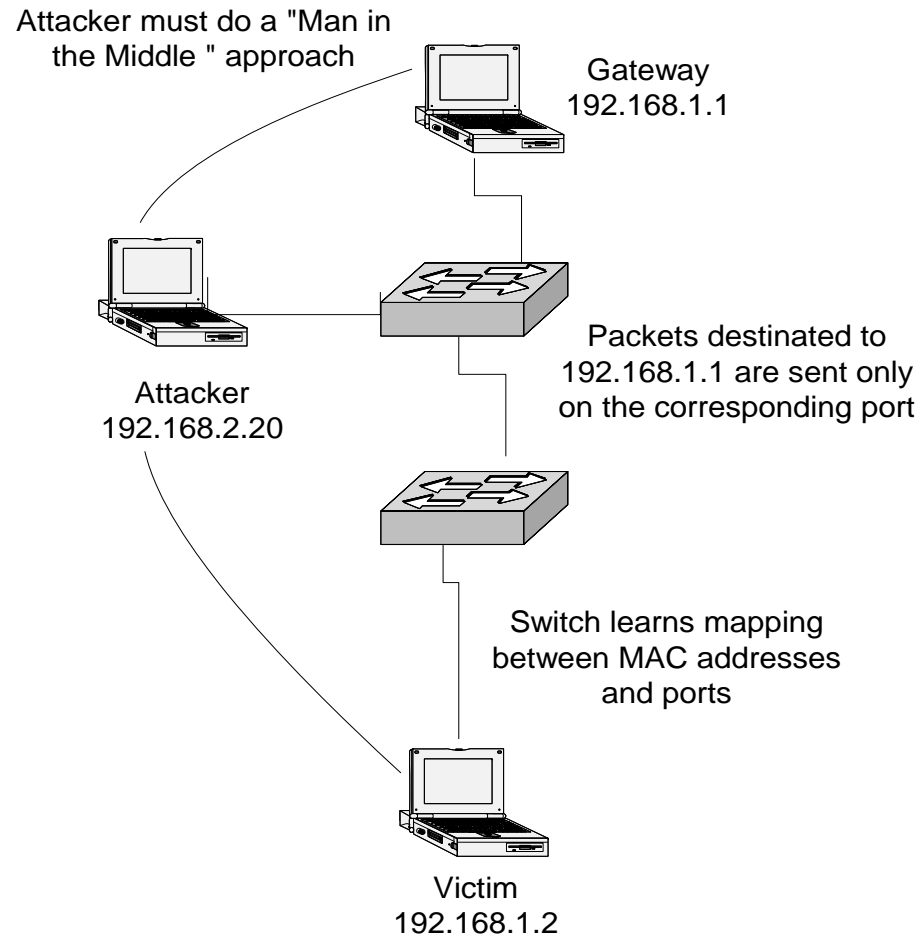 Attacker must do a "Man in
the Middle " approach
Gateway
192.168.1.1
Attacker
192.168.2.20
Packets destinated to
192.168.1.1 are sent only
on the corresponding port
Switch learns mapping
between MAC addresses
and ports
Victim
192.168.1.2